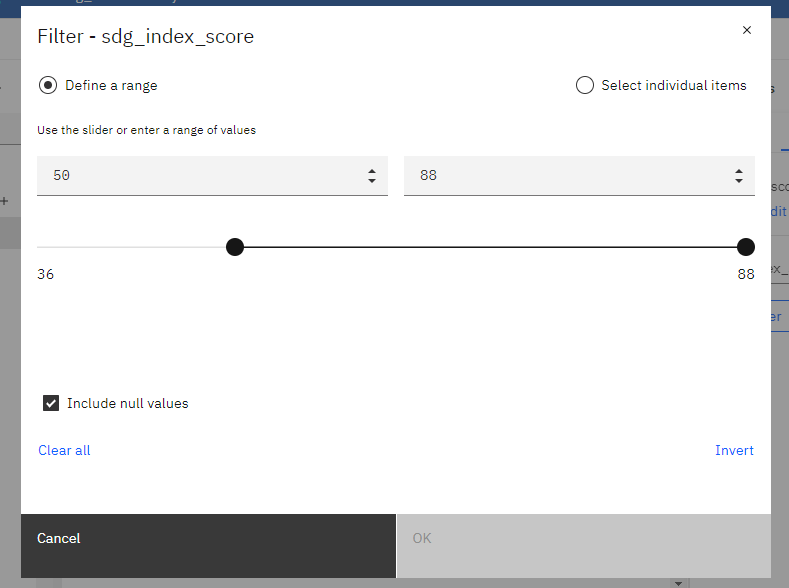 Filter - sdg_index_score
Define a range
Select individual items
Use the slider or enter a range of values
50
88
36
88
Include null values
Clear all
Invert
Cancel
OK